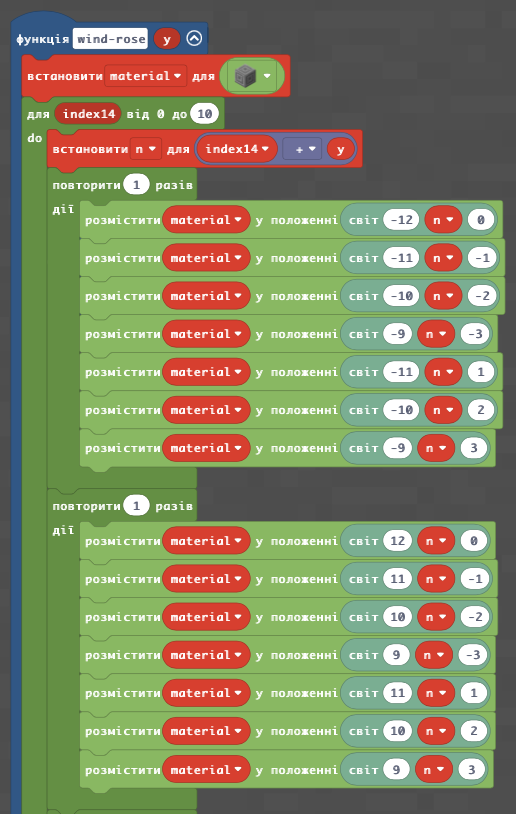 функція wind-rose y
встановити material для
для index14 від 0 до 10
do
встановити n для index14 + y
повторити 1 разів
дії
розмістити material у положенні світ -12 n 0
розмістити material у положенні світ -11 n -1
розмістити material у положенні світ -10 n -2
розмістити material у положенні світ -9 n -3
розмістити material у положенні світ -11 n 1
розмістити material у положенні світ -10 n 2
розмістити material у положенні світ -9 n 3
повторити 1 разів
дії
розмістити material у положенні світ 12 n 0
розмістити material у положенні світ 11 n -1
розмістити material у положенні світ 10 n -2
розмістити material у положенні світ 9 n -3
розмістити material у положенні світ 11 n 1
розмістити material у положенні світ 10 n 2
розмістити material у положенні світ 9 n 3